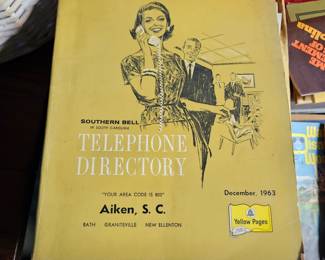 SOUTHERN BELL
IN SOUTH CAROLINA
TELEPHONE
DIRECTORY
"YOUR AREA CODE IS 803"
December, 1963
Aiken, S. C.
BATH GRANITEVILLE NEW ELLENTON
Yellow Pages